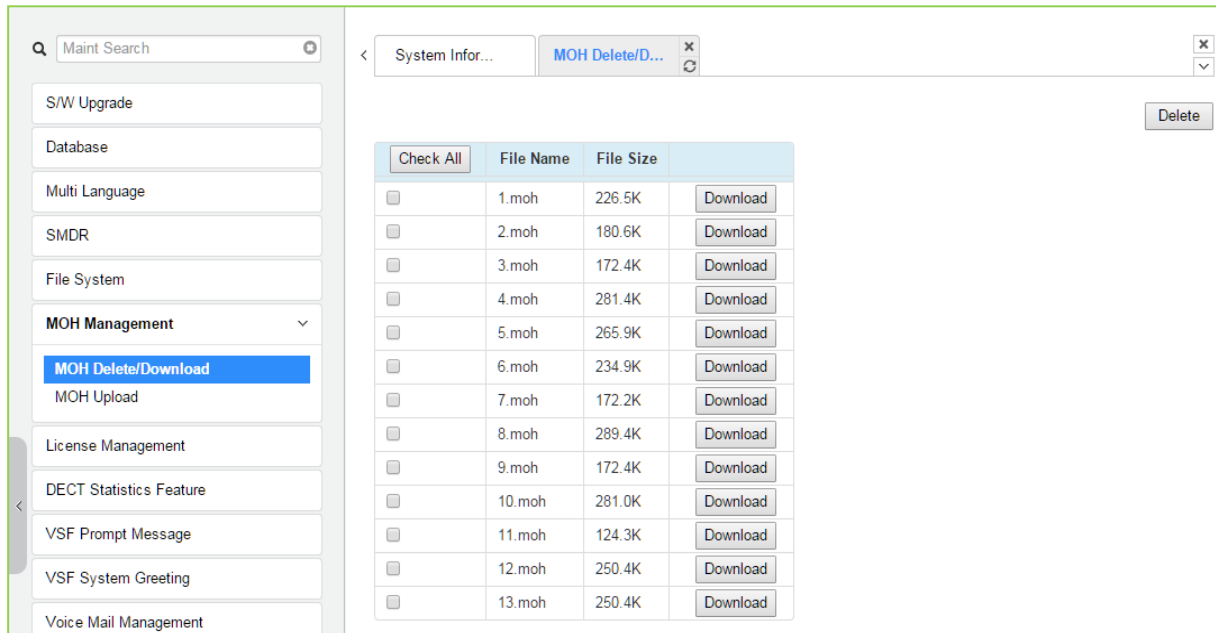 Maint Search
S/W Upgrade
Database
Multi Language
SMDR
File System
MOH Management
MOH Delete/Download
MOH Upload
License Management
DECT Statistics Feature
VSF Prompt Message
VSF System Greeting
Voice Mail Management
System Infor... MOH Delete/D...
Delete
Check All File Name File Size
1.moh 226.5K Download
2.moh 180.6K Download
3.moh 172.4K Download
4.moh 281.4K Download
5.moh 265.9K Download
6.moh 234.9K Download
7.moh 172.2K Download
8.moh 289.4K Download
9.moh 172.4K Download
10.moh 281.0K Download
11.moh 124.3K Download
12.moh 250.4K Download
13.moh 250.4K Download